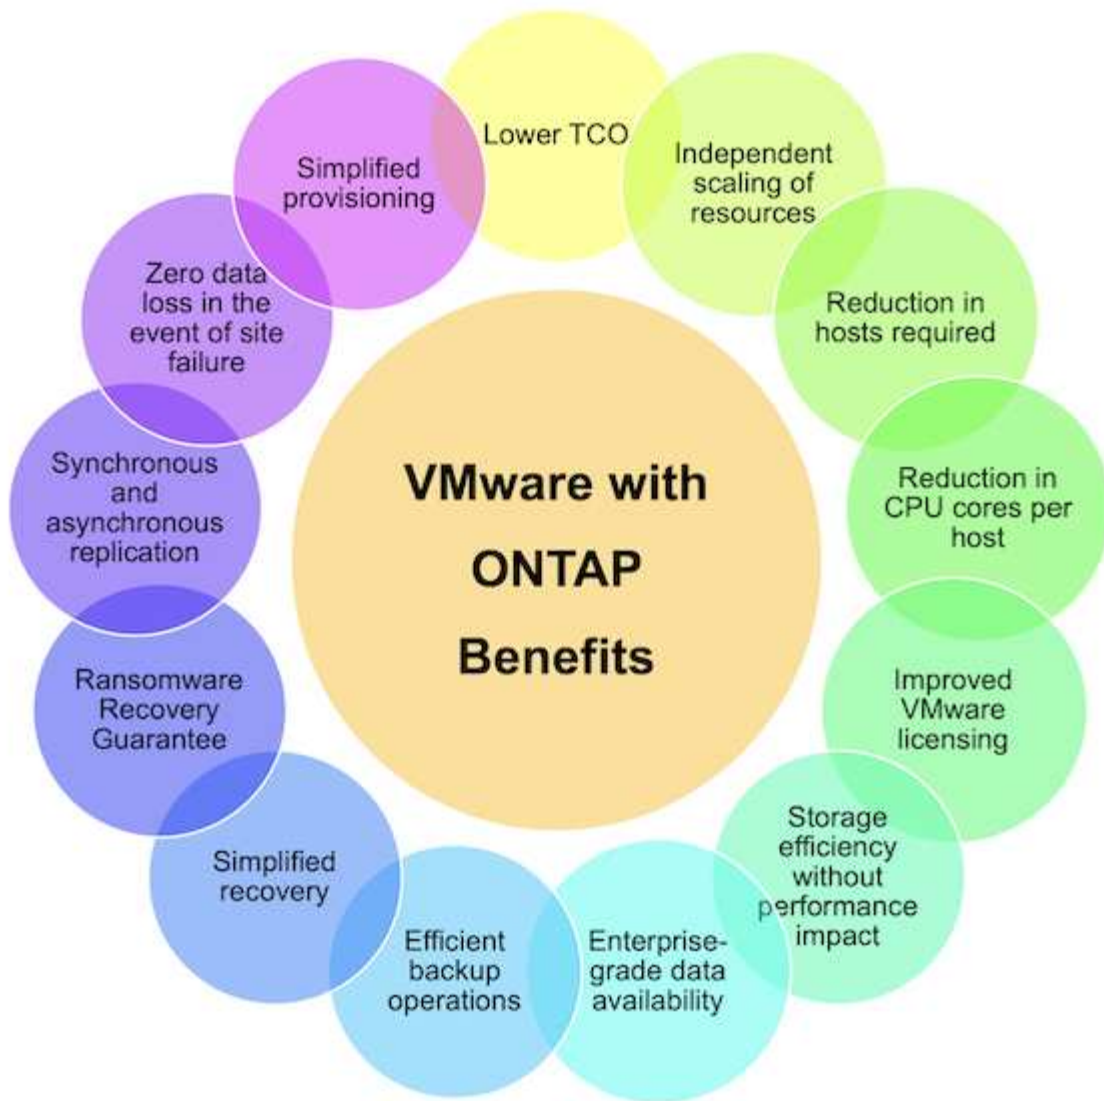 Lower TCO
Independent
scaling of
resources
Reduction in
hosts required
Reduction in
CPU cores per
host
Improved
VMware
licensing
Storage
efficiency
without
performance
impact
Enterprise-
grade data
availability
Efficient
backup
operations
Simplified
recovery
Ransomware
Recovery
Guarantee
Synchronous
and
asynchronous
replication
Zero data
loss in the
event of site
failure
Simplified
provisioning
VMware with
ONTAP
Benefits